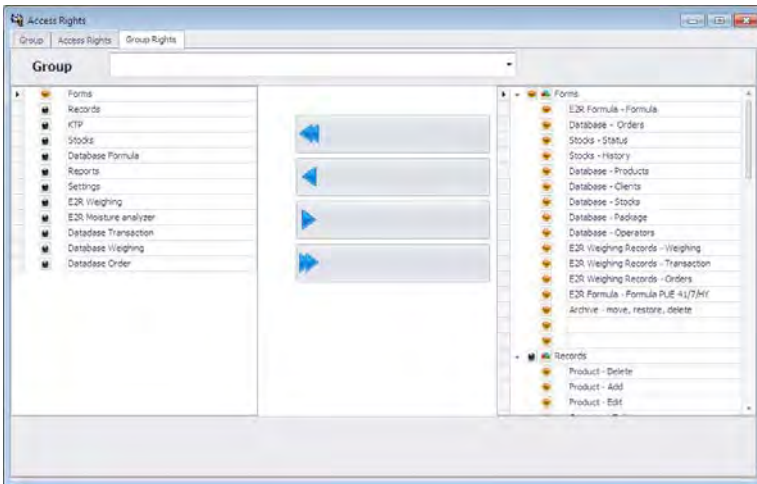 Access Rights
Group
Access Rights
Group Rights
Group
Forms
Records
KTP
Stocks
Database Formula
Reports
Settings
E2R Weighing
E2R Moisture analyzer
Datadase Transaction
Database Weighing
Datadase Order
Forms
E2R Formula - Formula
Database - Orders
Stocks - Status
Stocks - History
Database - Products
Database - Clients
Database - Stocks
Database - Package
Database - Operators
E2R Weighing Records - Weighing
E2R Weighing Records - Transaction
E2R Weighing Records - Orders
E2R Formula - Formula PUE 41/7/HY
Archive - move, restore, delete
Records
Product - Delete
Product - Add
Product - Edit